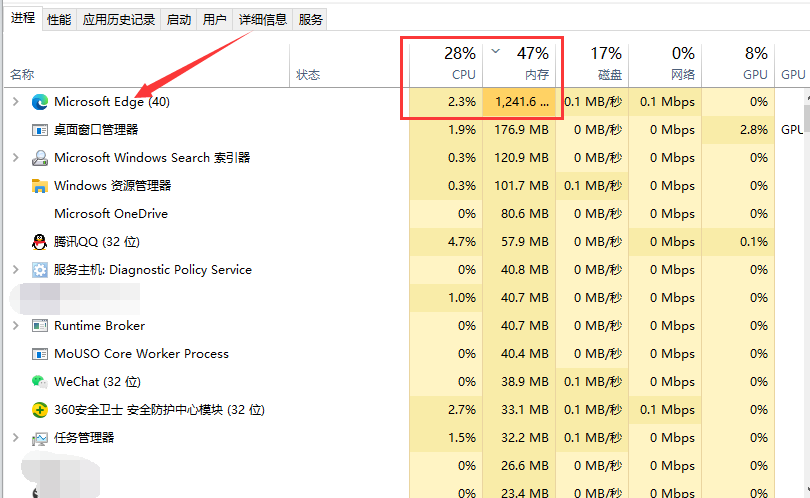 进程 性能 应用历史记录 启动 用户 详细信息 服务
28% 47% 17% 0% 8%
名称 状态 CPU 内存 磁盘 网络 GPU GPU
Microsoft Edge (40) 2.3% 1,241.6 ... 0.1 MB/秒 0.1 Mbps 0%
桌面窗口管理器 1.9% 176.9 MB 0 MB/秒 0 Mbps 2.8% GPU
Microsoft Windows Search 索引器 0.3% 120.9 MB 0 MB/秒 0 Mbps 0%
Windows 资源管理器 0.3% 101.7 MB 0.1 MB/秒 0 Mbps 0%
Microsoft OneDrive 0% 80.6 MB 0 MB/秒 0 Mbps 0%
腾讯QQ (32 位) 4.7% 57.9 MB 0 MB/秒 0 Mbps 0.1%
服务主机: Diagnostic Policy Service 0% 40.8 MB 0 MB/秒 0 Mbps 0%
1.0% 40.7 MB 0 MB/秒 0 Mbps 0%
Runtime Broker 0% 40.7 MB 0 MB/秒 0 Mbps 0%
MoUSO Core Worker Process 0% 40.4 MB 0 MB/秒 0 Mbps 0%
WeChat (32 位) 0% 38.9 MB 0.1 MB/秒 0 Mbps 0%
360安全卫士 安全防护中心模块 (32 位) 2.7% 33.1 MB 0.1 MB/秒 0.1 Mbps 0%
任务管理器 1.5% 32.2 MB 0.1 MB/秒 0 Mbps 0%
0% 26.6 MB 0 MB/秒 0 Mbps 0%
0% 23.4 MB 0 MB/秒 0 Mbps 0%